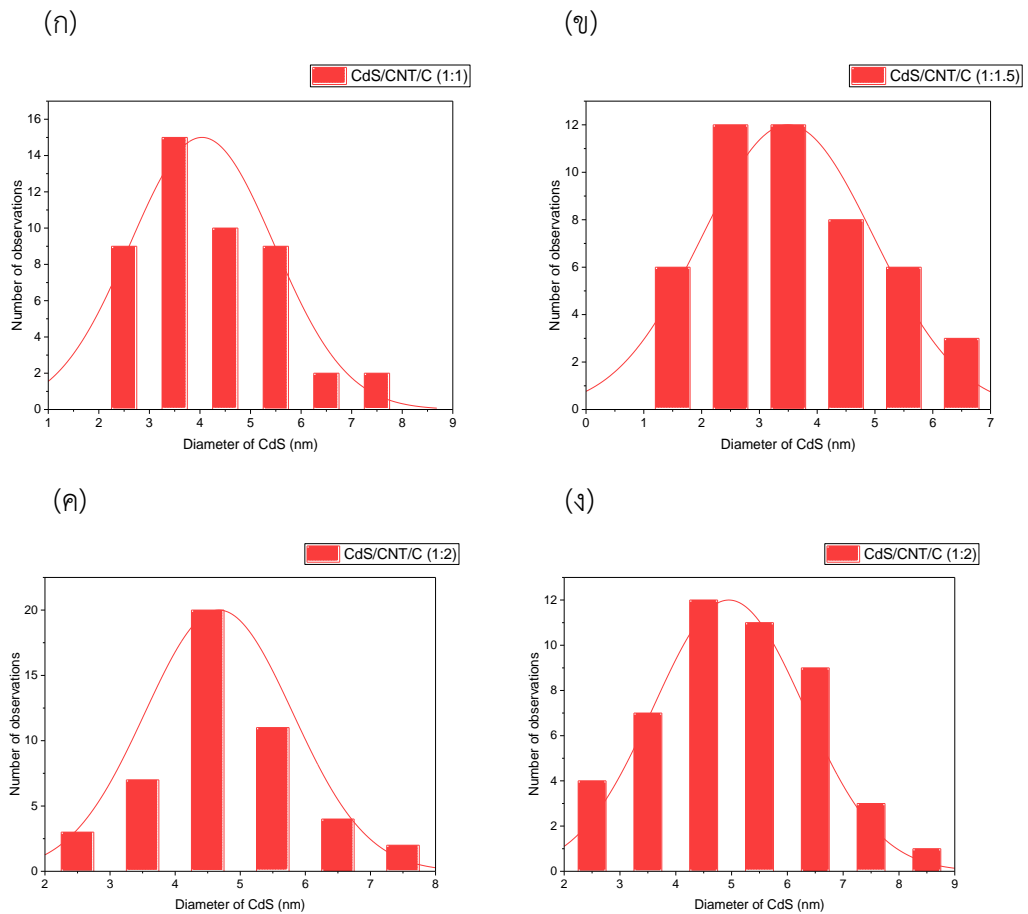 (ก)
CdS/CNT/C (1:1)
Number of observations
16
14
12
10
8
6
4
2
0
1 2 3 4 5 6 7 8 9
Diameter of CdS (nm)
(ข)
CdS/CNT/C (1:1.5)
Number of observations
12
10
8
6
4
2
0
0 1 2 3 4 5 6 7
Diameter of CdS (nm)
(ค)
CdS/CNT/C (1:2)
Number of observations
20
15
10
5
0
2 3 4 5 6 7 8
Diameter of CdS (nm)
(ง)
CdS/CNT/C (1:2)
Number of observations
12
10
8
6
4
2
0
2 3 4 5 6 7 8 9
Diameter of CdS (nm)